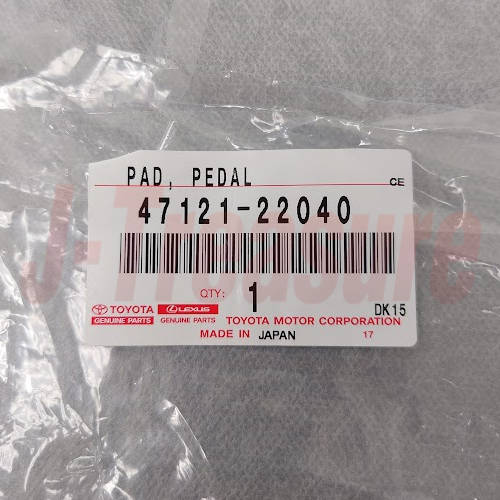 PAD, PEDAL CE
47121-22040
QTY: 1
TOYOTA LEXUS DK15
GENUINE PARTS GENUINE PARTS TOYOTA MOTOR CORPORATION
MADE IN JAPAN 17
J-Treasure